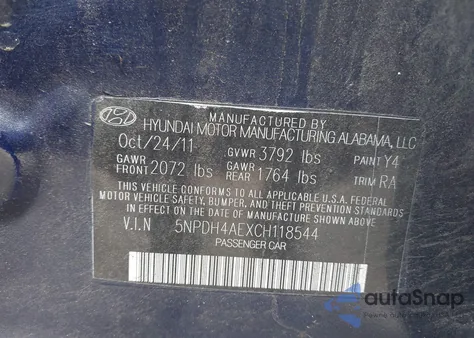 MANUFACTURED BY
HYUNDAI MOTOR MANUFACTURING ALABAMA, LLC
Oct/24/11 GVWR 3792 lbs PAINT Y4
GAWR FRONT 2072 lbs GAWR REAR 1764 lbs TRIM RA
THIS VEHICLE CONFORMS TO ALL APPLICABLE U.S.A. FEDERAL
MOTOR VEHICLE SAFETY, BUMPER, AND THEFT PREVENTION STANDARDS
IN EFFECT ON THE DATE OF MANUFACTURE SHOWN ABOVE
V.I.N 5NPDH4AEXCH118544
PASSENGER CAR
autoSnap